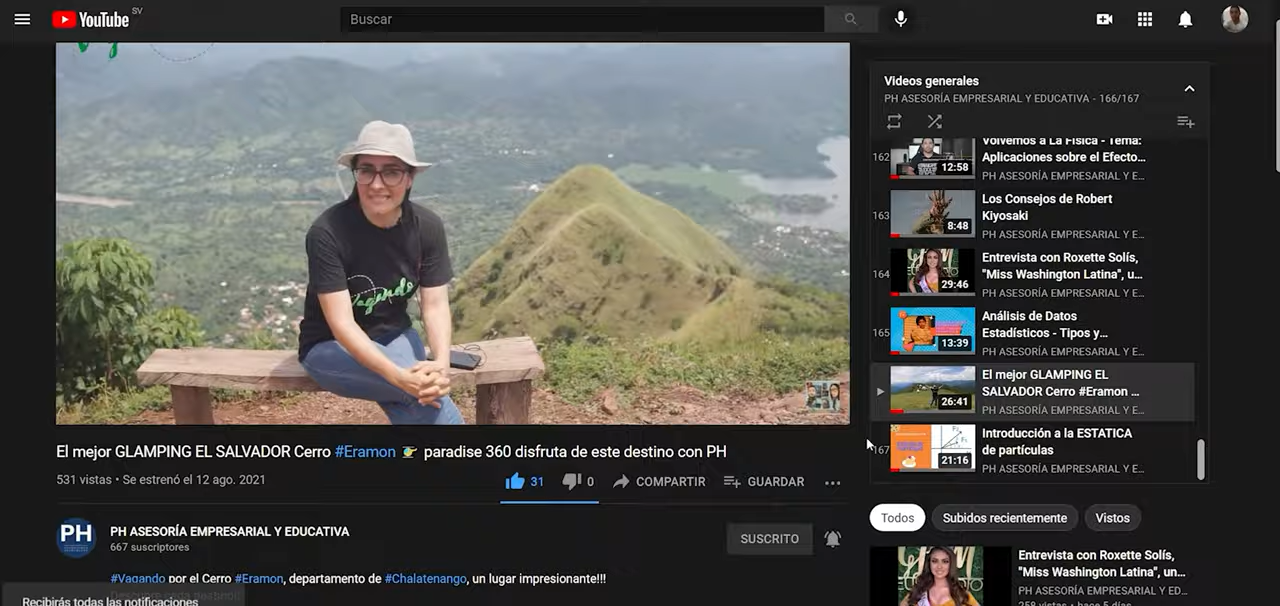 YouTube SV
Buscar
Vagando
El mejor GLAMPING EL SALVADOR Cerro #Eramon paradise 360 disfruta de este destino con PH
531 vistas • Se estrenó el 12 ago. 2021
31
0
COMPARTIR
GUARDAR
PH
PH ASESORÍA EMPRESARIAL Y EDUCATIVA
667 suscriptores
SUSCRITO
#Vagando por el Cerro #Eramon, departamento de #Chalatenango, un lugar impresionante!!!
Recibirás todas las notificaciones
Videos generales
PH ASESORÍA EMPRESARIAL Y EDUCATIVA - 166/167
162
12:58
Volvemos a La Física - Tema:
Aplicaciones sobre el Efecto...
PH ASESORÍA EMPRESARIAL Y E...
163
8:48
Los Consejos de Robert
Kiyosaki
PH ASESORÍA EMPRESARIAL Y E...
164
29:46
Entrevista con Roxette Solís,
"Miss Washington Latina", u...
PH ASESORÍA EMPRESARIAL Y E...
165
13:39
Análisis de Datos
Estadísticos - Tipos y...
PH ASESORÍA EMPRESARIAL Y E...
26:41
El mejor GLAMPING EL
SALVADOR Cerro #Eramon ...
PH ASESORÍA EMPRESARIAL Y E...
167
21:16
Introducción a la ESTATICA
de partículas
PH ASESORÍA EMPRESARIAL Y E...
Todos
Subidos recientemente
Vistos
Entrevista con Roxette Solís,
"Miss Washington Latina", un...
PH ASESORÍA EMPRESARIAL Y ED...
258 vistas • hace 5 días